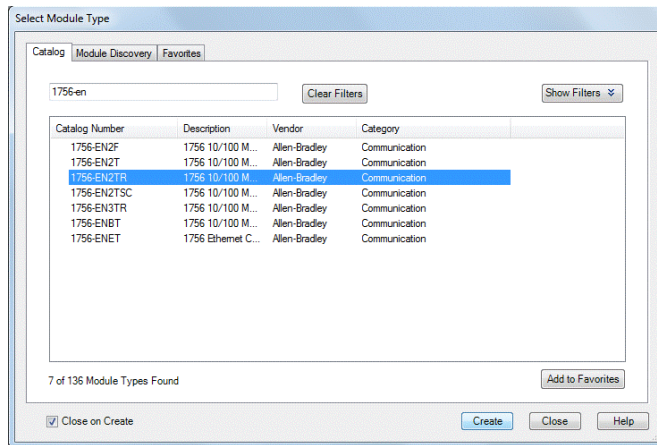 Select Module Type
Catalog Module Discovery Favorites
1756-en Clear Filters Show Filters
Catalog Number Description Vendor Category
1756-EN2F 1756 10/100 M... Allen-Bradley Communication
1756-EN2T 1756 10/100 M... Allen-Bradley Communication
1756-EN2TR 1756 10/100 M... Allen-Bradley Communication
1756-EN2TSC 1756 10/100 M... Allen-Bradley Communication
1756-EN3TR 1756 10/100 M... Allen-Bradley Communication
1756-ENBT 1756 10/100 M... Allen-Bradley Communication
1756-ENET 1756 Ethernet C... Allen-Bradley Communication
7 of 136 Module Types Found Add to Favorites
Close on Create Create Close Help